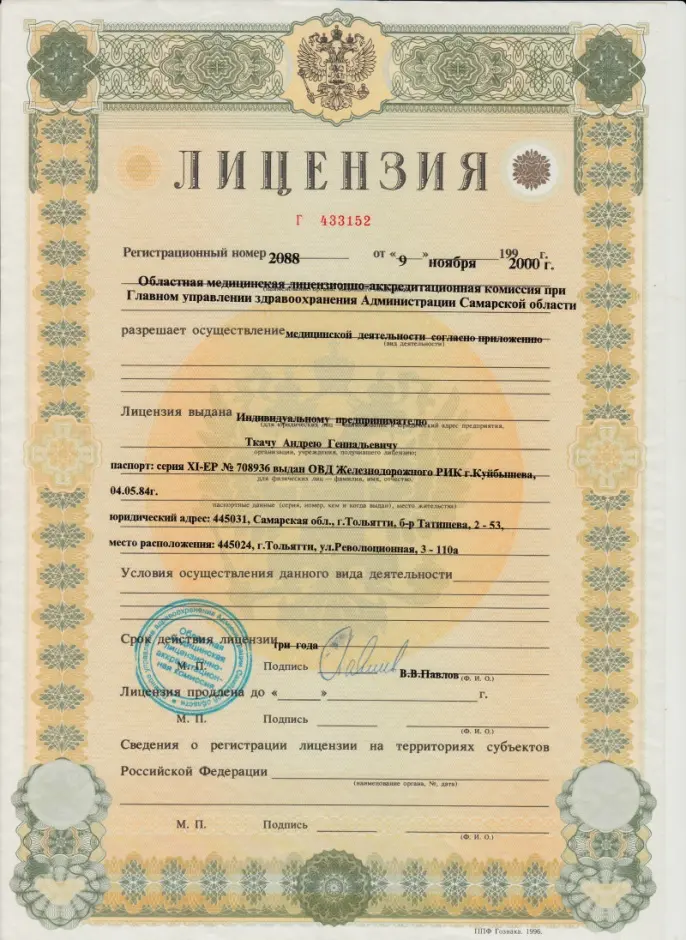 ЛИЦЕНЗИЯ
Г 433152
Регистрационный номер 2088 от « 9 » ноября 199 2000 г. г.
Областная медицинская лицензионно-аккредитационная комиссия при
Главном управлении здравоохранения Администрации Самарской области
разрешает осуществление медицинской деятельности согласно приложению
(вид деятельности)
Лицензия выдана Индивидуальному предпринимателю
(для юридических лиц – наименование и юридический адрес предприятия,
Ткачу Андрею Геннадьевичу
организации, учреждения, получившего лицензию;
паспорт: серия XI-ЕР № 708936 выдан ОВД Железнодорожного РИК г.Куйбышева,
для физических лиц – фамилия, имя, отчество.
04.05.84г.
паспортные данные (серия, номер, кем и когда выдан), место жительства)
юридический адрес: 445031, Самарская обл., г.Тольятти, б-р Татищева, 2 - 53,
место расположения: 445024, г.Тольятти, ул.Революционная, 3 - 110а
Условия осуществления данного вида деятельности
Срок действия лицензии три года
М. П. Подпись В.В.Павлов (Ф. И. О.)
Областная медицинская лицензионно-аккредитационная комиссия
Лицензия продлена до « » г.
М. П. Подпись (Ф. И. О.)
Сведения о регистрации лицензии на территориях субъектов
Российской Федерации
(наименование органа, №, дата)
М. П. Подпись (Ф. И. О.)
ППФ Гознака. 1996.